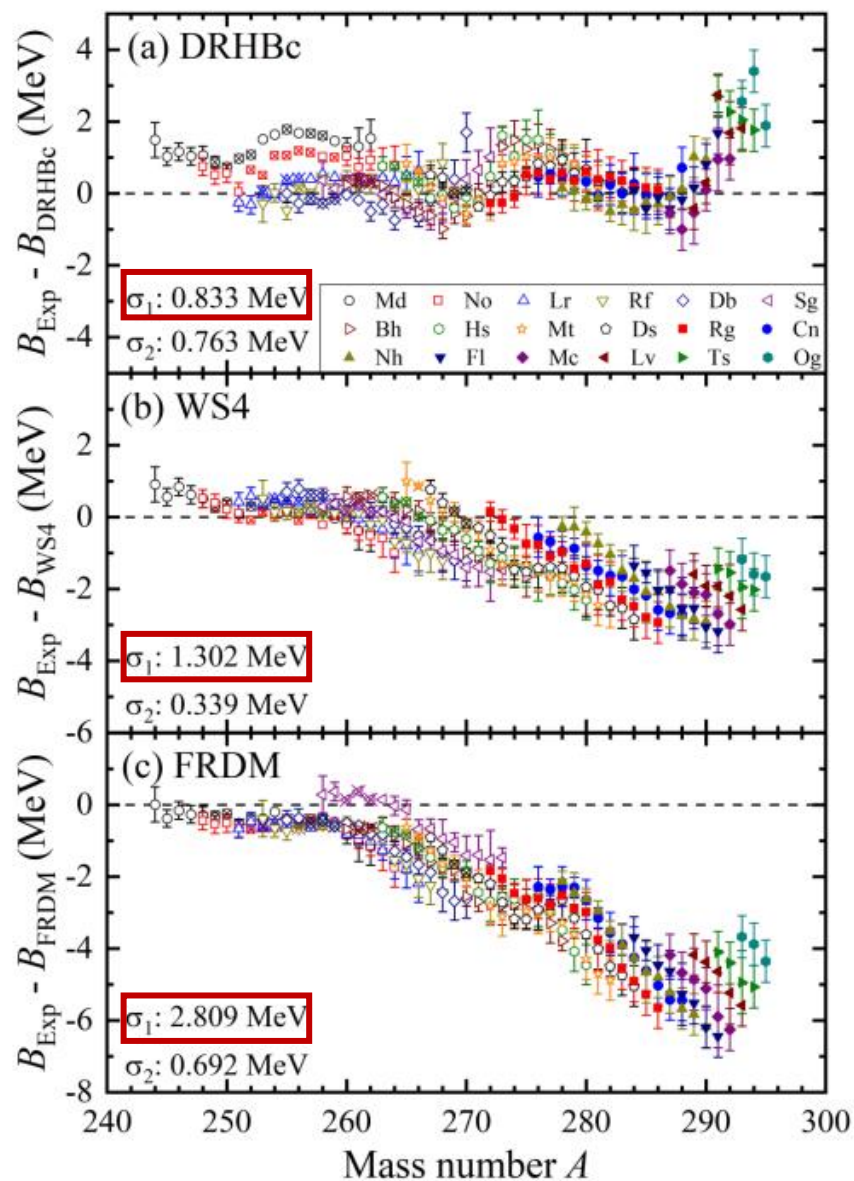 (a) DRHBc
B_Exp - B_DRHBc (MeV)
4
2
0
-2
-4
σ₁: 0.833 MeV
σ₂: 0.763 MeV
Md No Lr Rf Db Sg
Bh Hs Mt Ds Rg Cn
Nh Fl Mc Lv Ts Og
(b) WS4
B_Exp - B_WS4 (MeV)
2
0
-2
-4
-6
σ₁: 1.302 MeV
σ₂: 0.339 MeV
(c) FRDM
B_Exp - B_FRDM (MeV)
0
-2
-4
-6
-8
σ₁: 2.809 MeV
σ₂: 0.692 MeV
240 250 260 270 280 290 300
Mass number A